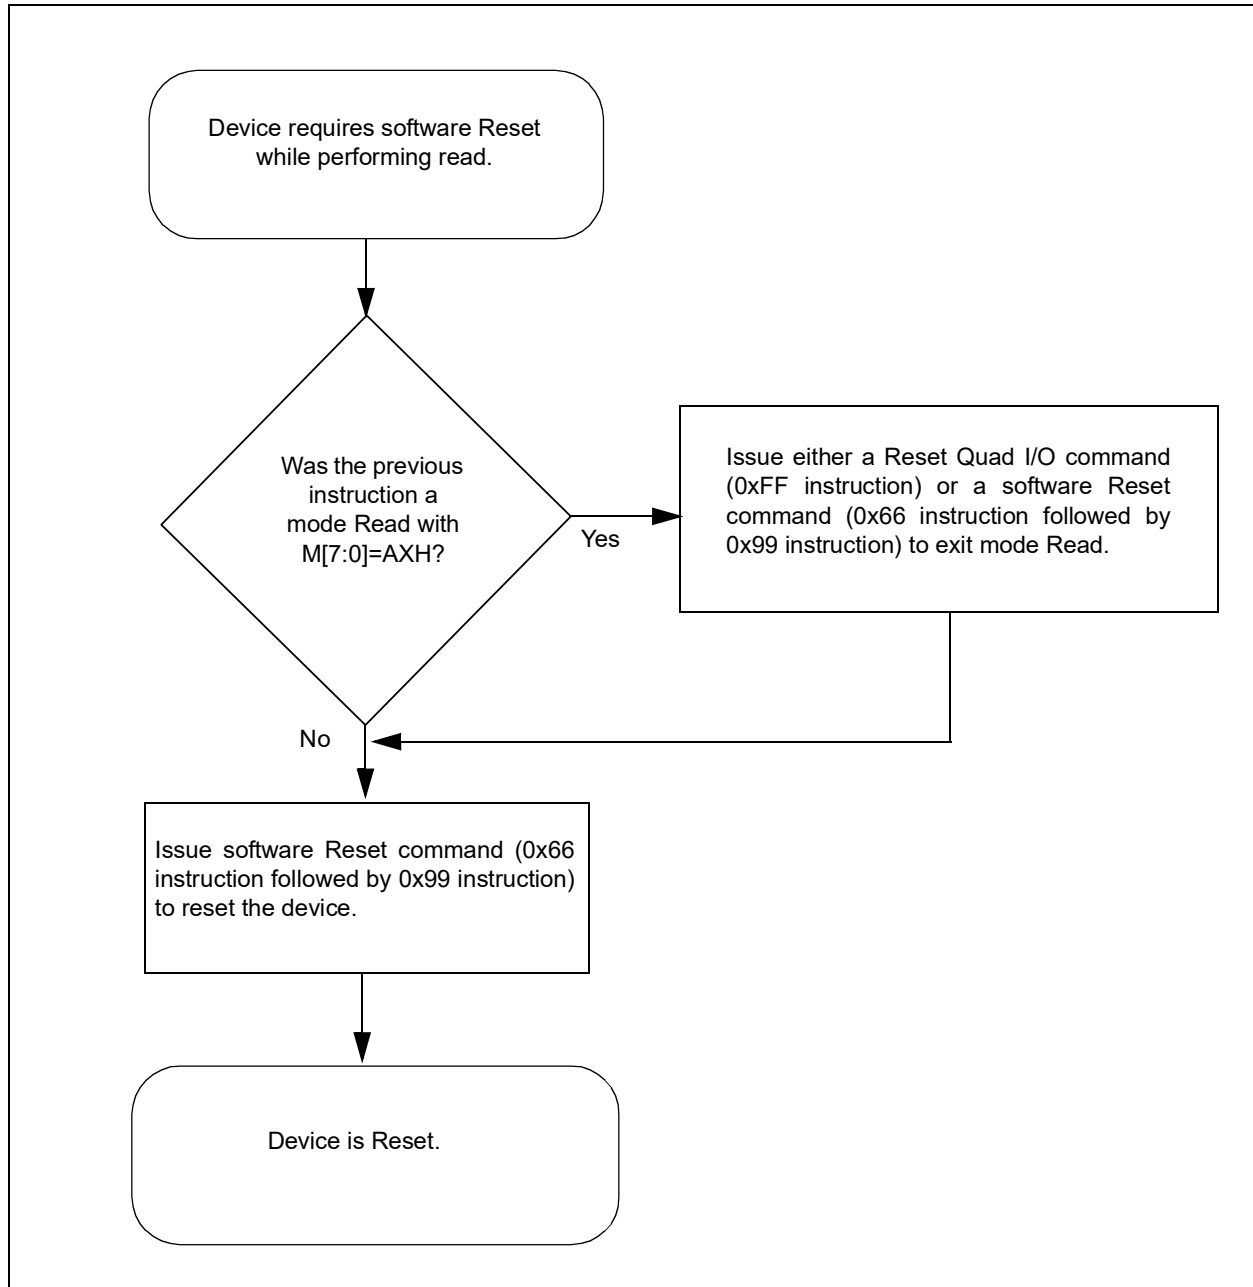 Device requires software Reset
while performing read.
Was the previous
instruction a
mode Read with
M[7:0]=AXH?
Yes
Issue either a Reset Quad I/O command
(0xFF instruction) or a software Reset
command (0x66 instruction followed by
0x99 instruction) to exit mode Read.
No
Issue software Reset command (0x66
instruction followed by 0x99 instruction)
to reset the device.
Device is Reset.